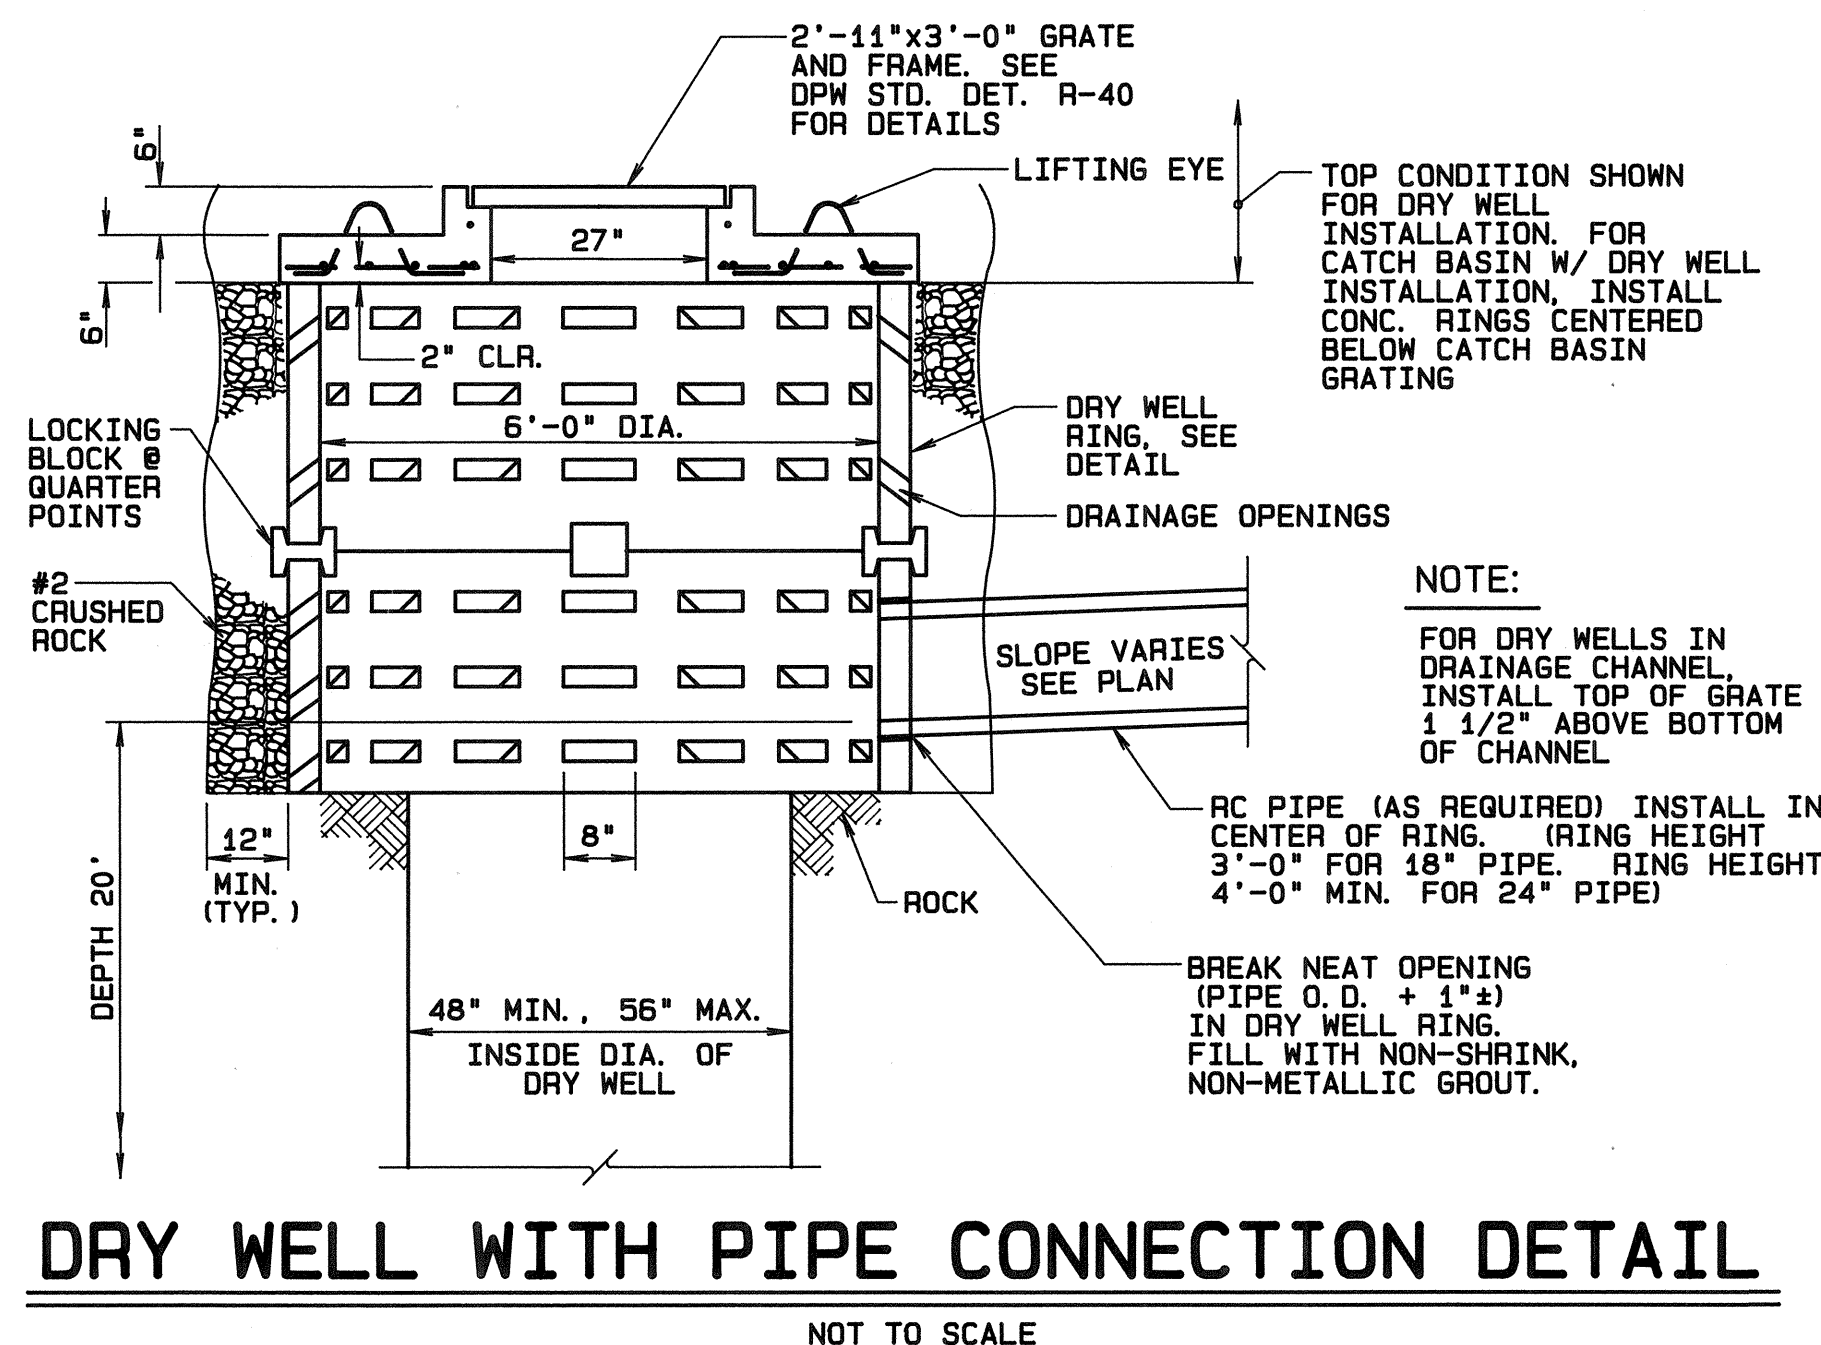 2'-11"x3'-0" GRATE
AND FRAME. SEE
DPW STD. DET. R-40
FOR DETAILS
6"
LIFTING EYE
TOP CONDITION SHOWN
FOR DRY WELL
INSTALLATION. FOR
CATCH BASIN W/ DRY WELL
INSTALLATION, INSTALL
CONC. RINGS CENTERED
BELOW CATCH BASIN
GRATING
27"
6"
2" CLR.
6'-0" DIA.
DRY WELL
RING, SEE
DETAIL
LOCKING
BLOCK @
QUARTER
POINTS
DRAINAGE OPENINGS
#2
CRUSHED
ROCK
NOTE:
FOR DRY WELLS IN
DRAINAGE CHANNEL,
INSTALL TOP OF GRATE
1 1/2" ABOVE BOTTOM
OF CHANNEL
SLOPE VARIES
SEE PLAN
RC PIPE (AS REQUIRED) INSTALL IN
CENTER OF RING. (RING HEIGHT
3'-0" FOR 18" PIPE. RING HEIGHT
4'-0" MIN. FOR 24" PIPE)
12"
MIN.
(TYP.)
8"
ROCK
DEPTH 20'
BREAK NEAT OPENING
(PIPE O.D. + 1"±)
IN DRY WELL RING.
FILL WITH NON-SHRINK,
NON-METALLIC GROUT.
48" MIN., 56" MAX.
INSIDE DIA. OF
DRY WELL
DRY WELL WITH PIPE CONNECTION DETAIL
NOT TO SCALE